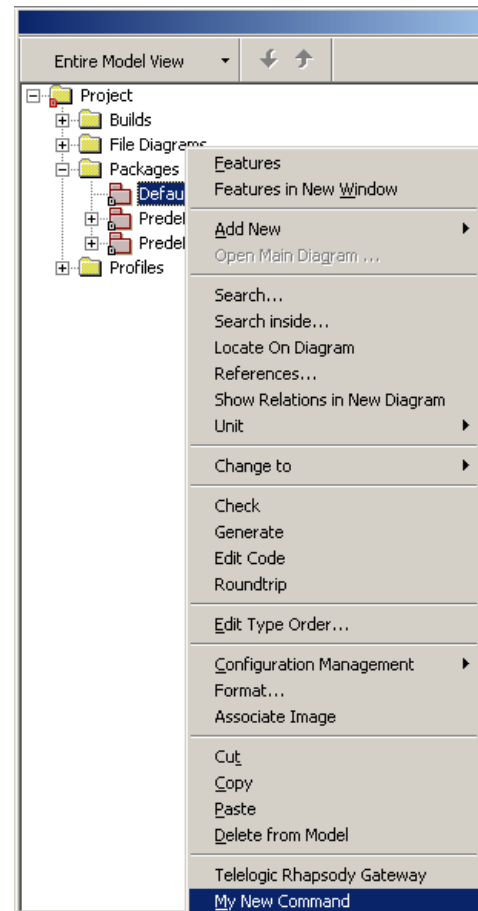 Entire Model View
Project
Builds
File Diagrams
Packages
Features
Features in New Window
Add New
Open Main Diagram ...
Profiles
Search...
Search inside...
Locate On Diagram
References...
Show Relations in New Diagram
Unit
Change to
Check
Generate
Edit Code
Roundtrip
Edit Type Order...
Configuration Management
Format...
Associate Image
Cut
Copy
Paste
Delete from Model
Telelogic Rhapsody Gateway
My New Command